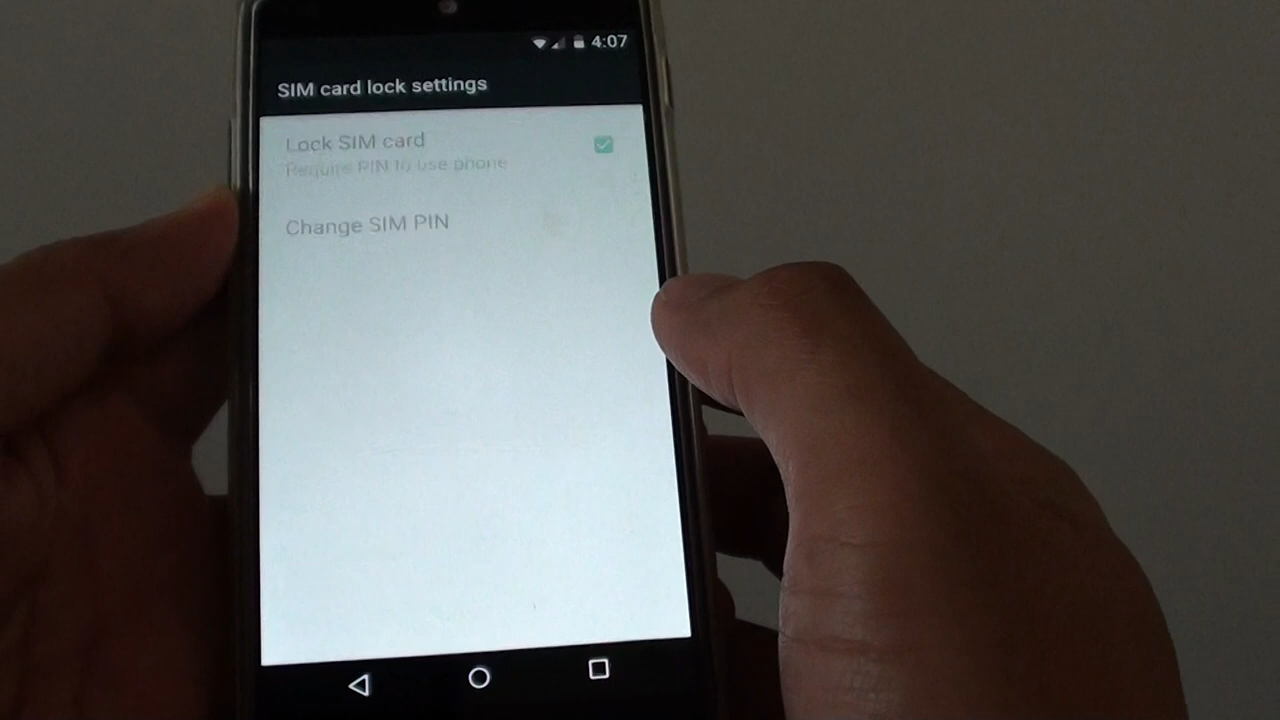 4:07
SIM card lock settings
Lock SIM card
Require PIN to use phone
Change SIM PIN